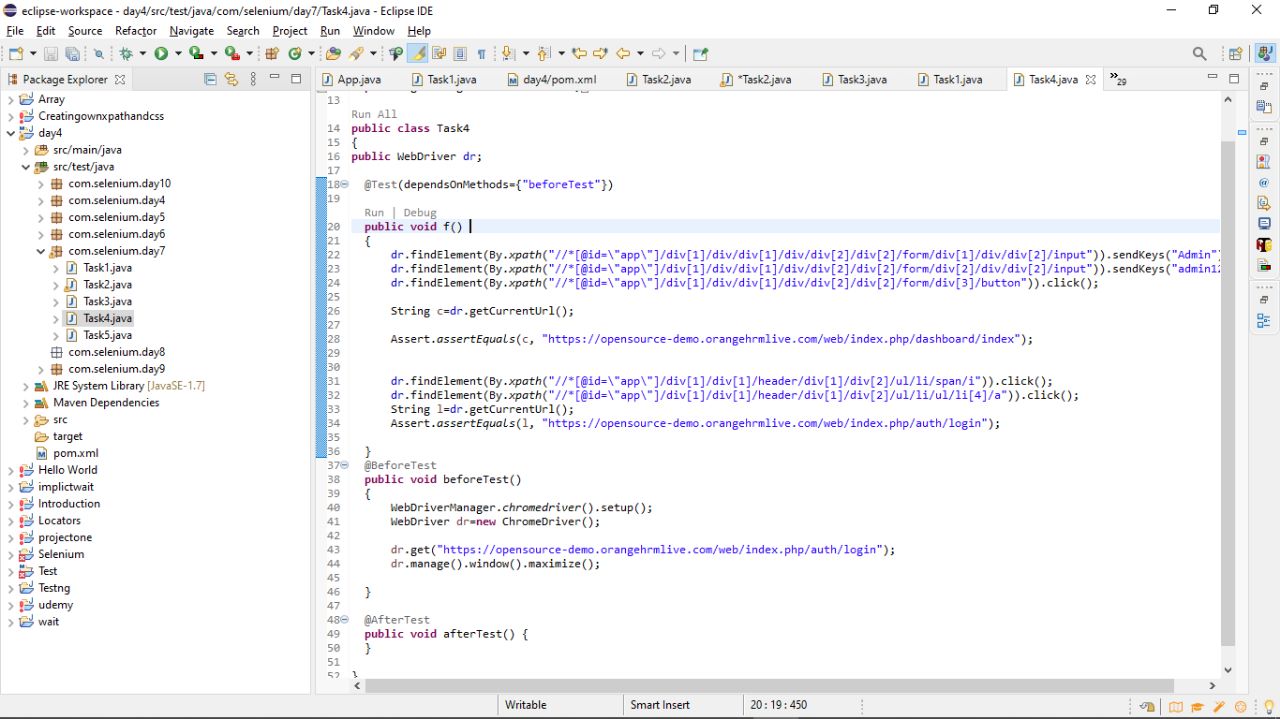 eclipse-workspace - day4/src/test/java/com/selenium/day7/Task4.java - Eclipse IDE
File Edit Source Refactor Navigate Search Project Run Window Help
Package Explorer
App.java Task1.java day4/pom.xml Task2.java *Task2.java Task3.java Task1.java Task4.java »29
Array
Creatingownxpathandcss
day4
src/main/java
src/test/java
com.selenium.day10
com.selenium.day4
com.selenium.day5
com.selenium.day6
com.selenium.day7
Task1.java
Task2.java
Task3.java
Task4.java
Task5.java
com.selenium.day8
com.selenium.day9
JRE System Library [JavaSE-1.7]
Maven Dependencies
src
target
pom.xml
Hello World
implictwait
Introduction
Locators
projectone
Selenium
Test
Testng
udemy
wait
13
Run All
14 public class Task4
15 {
16 public WebDriver dr;
17
18 @Test(dependsOnMethods={"beforeTest"})
19
Run | Debug
20 public void f()
21 {
22 dr.findElement(By.xpath("//*[@id=\"app\"]/div[1]/div/div[1]/div/div[2]/div[2]/form/div[1]/div/div[2]/input")).sendKeys("Admin"
23 dr.findElement(By.xpath("//*[@id=\"app\"]/div[1]/div/div[1]/div/div[2]/div[2]/form/div[2]/div/div[2]/input")).sendKeys("admin12
24 dr.findElement(By.xpath("//*[@id=\"app\"]/div[1]/div/div[1]/div/div[2]/div[2]/form/div[3]/button")).click();
25
26 String c=dr.getCurrentUrl();
27
28 Assert.assertEquals(c, "https://opensource-demo.orangehrmlive.com/web/index.php/dashboard/index");
29
30
31 dr.findElement(By.xpath("//*[@id=\"app\"]/div[1]/div[1]/header/div[1]/div[2]/ul/li/span/i")).click();
32 dr.findElement(By.xpath("//*[@id=\"app\"]/div[1]/div[1]/header/div[1]/div[2]/ul/li/ul/li[4]/a")).click();
33 String l=dr.getCurrentUrl();
34 Assert.assertEquals(l, "https://opensource-demo.orangehrmlive.com/web/index.php/auth/login");
35
36 }
37 @BeforeTest
38 public void beforeTest()
39 {
40 WebDriverManager.chromedriver().setup();
41 WebDriver dr=new ChromeDriver();
42
43 dr.get("https://opensource-demo.orangehrmlive.com/web/index.php/auth/login");
44 dr.manage().window().maximize();
45
46 }
47
48 @AfterTest
49 public void afterTest() {
50 }
51
52 }
Writable Smart Insert 20 : 19 : 450